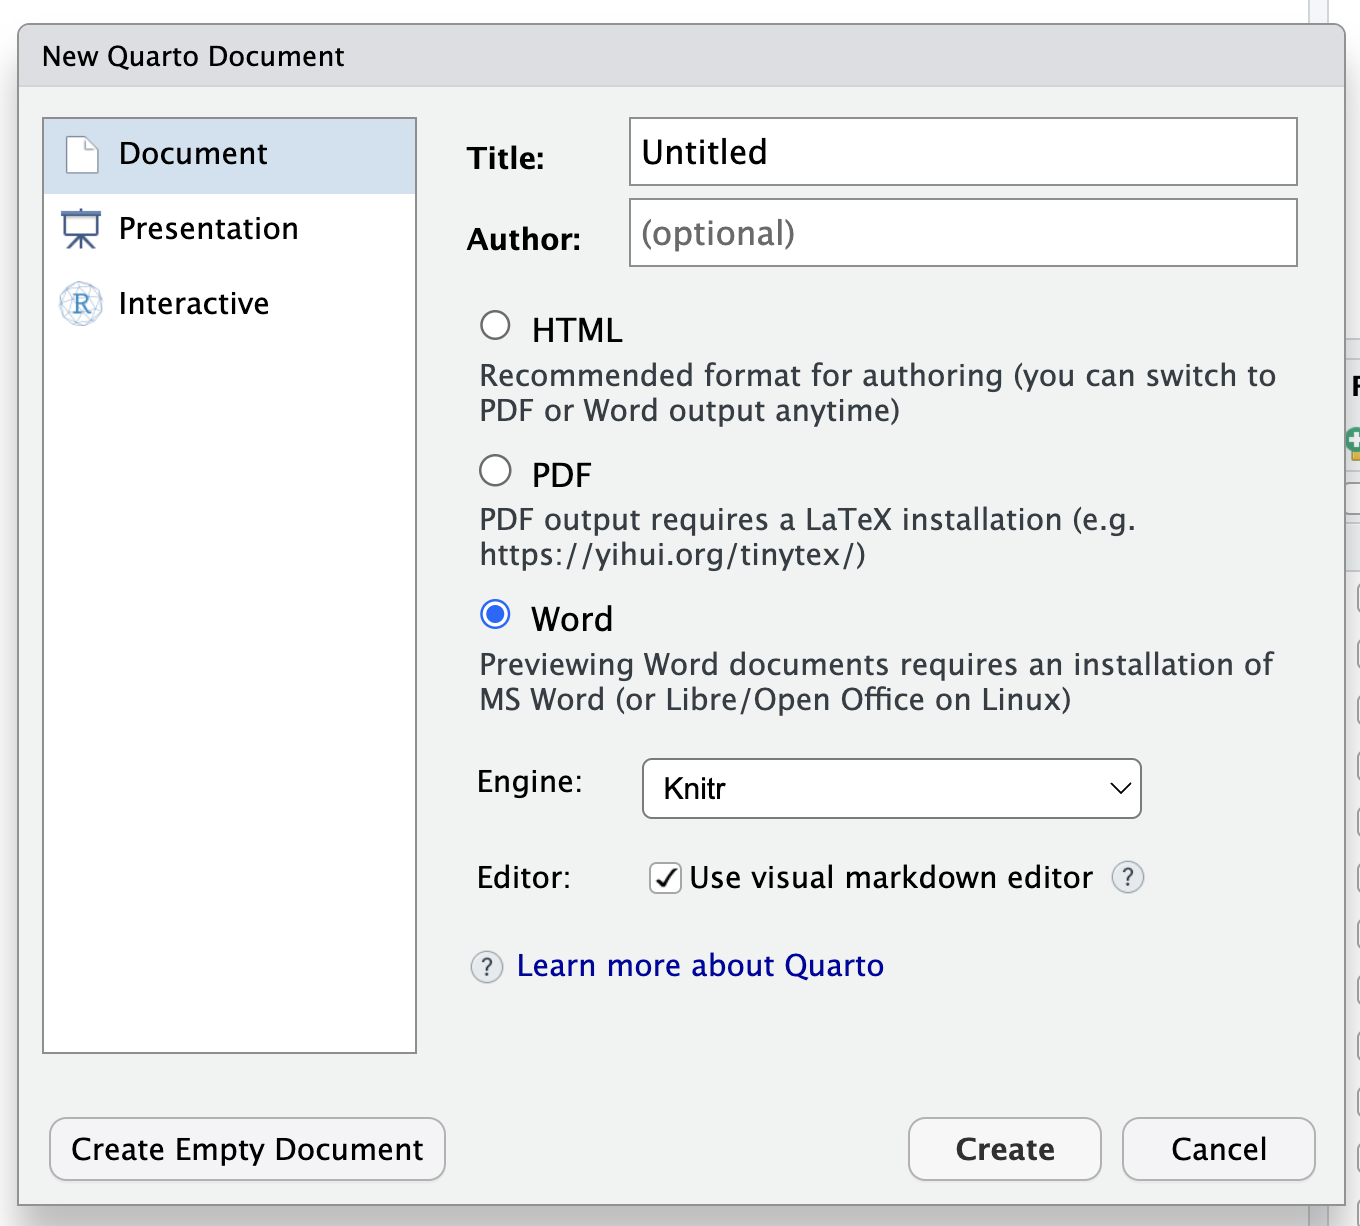 New Quarto Document
Document
Presentation
R Interactive
Title: Untitled
Author: (optional)
HTML
Recommended format for authoring (you can switch to
PDF or Word output anytime)
PDF
PDF output requires a LaTeX installation (e.g.
https://yihui.org/tinytex/)
Word
Previewing Word documents requires an installation of
MS Word (or Libre/Open Office on Linux)
Engine: Knitr
Editor: Use visual markdown editor ?
? Learn more about Quarto
Create Empty Document
Create
Cancel